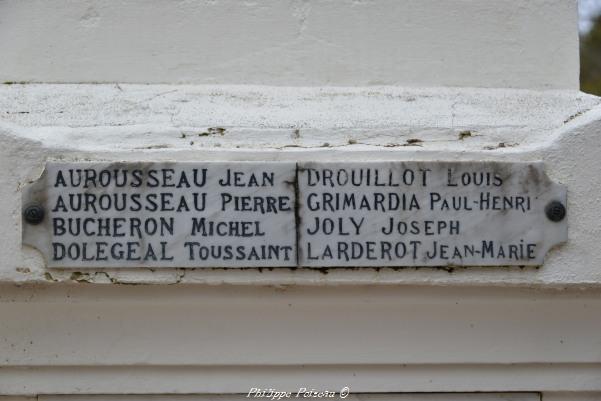 AUROUSSEAU JEAN
AUROUSSEAU PIERRE
BUCHERON MICHEL
DOLEGEAL TOUSSAINT
DROUILLOT LOUIS
GRIMARDIA PAUL-HENRI
JOLY JOSEPH
LARDEROT JEAN-MARIE
Philippe Poiseau ©